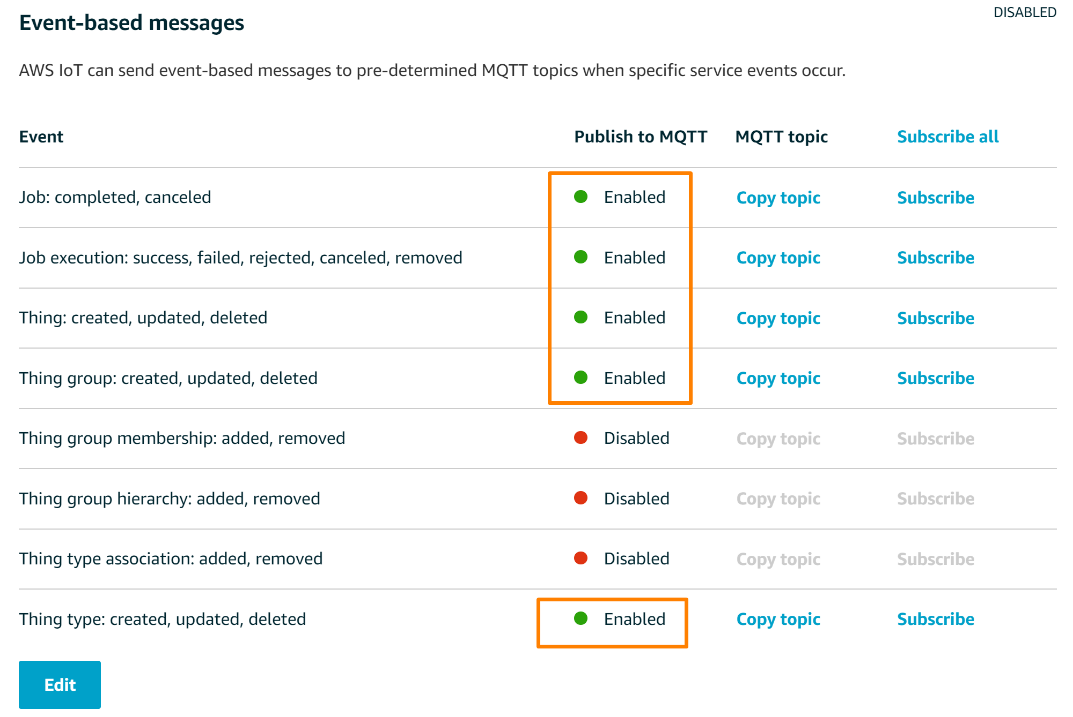 Event-based messages
DISABLED
AWS IoT can send event-based messages to pre-determined MQTT topics when specific service events occur.
Event Publish to MQTT MQTT topic Subscribe all
Job: completed, canceled Enabled Copy topic Subscribe
Job execution: success, failed, rejected, canceled, removed Enabled Copy topic Subscribe
Thing: created, updated, deleted Enabled Copy topic Subscribe
Thing group: created, updated, deleted Enabled Copy topic Subscribe
Thing group membership: added, removed Disabled Copy topic Subscribe
Thing group hierarchy: added, removed Disabled Copy topic Subscribe
Thing type association: added, removed Disabled Copy topic Subscribe
Thing type: created, updated, deleted Enabled Copy topic Subscribe
Edit